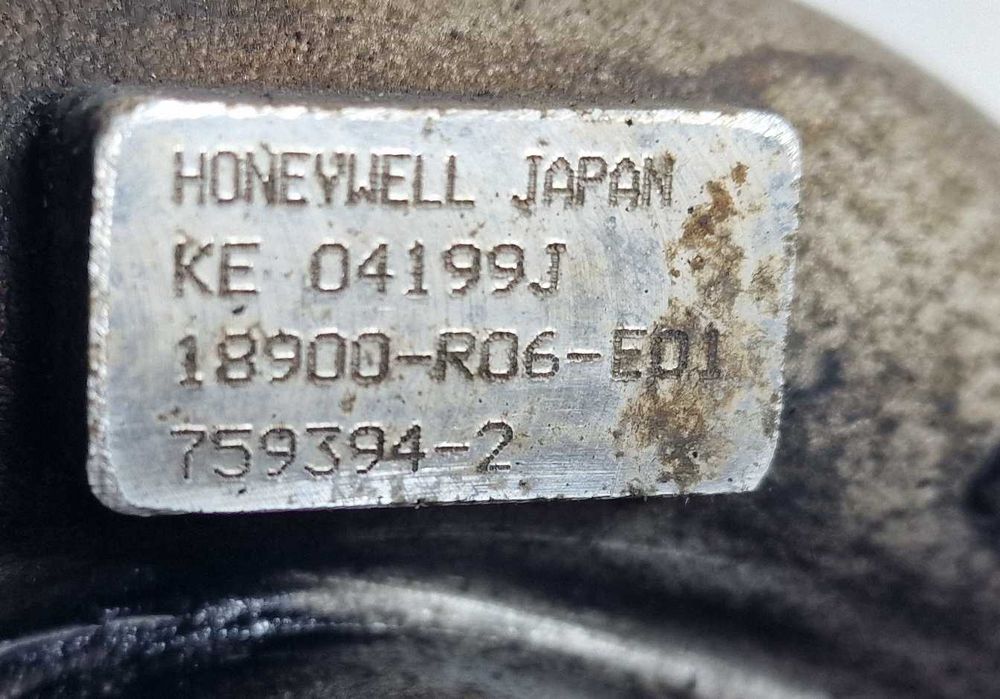 HONEYWELL JAPAN
KE 04199J
18900-R06-E01
759394-2